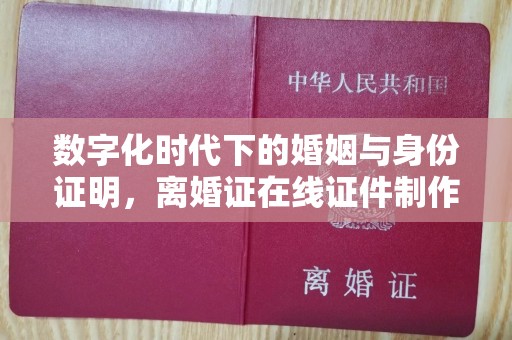 中华人民共和国
数字化时代下的婚姻与身份
证明，离婚证在线证件制作
离婚证